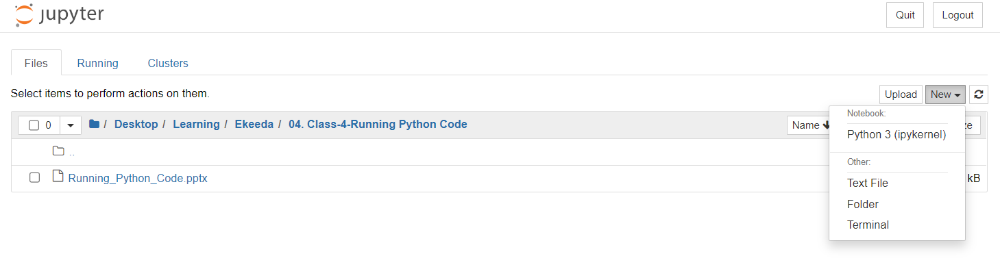 jupyter
Quit Logout
Files Running Clusters
Select items to perform actions on them.
Upload New
0 / Desktop / Learning / Ekeeda / 04. Class-4-Running Python Code
Name
..
Running_Python_Code.pptx
kB
Notebook:
Python 3 (ipykernel)
Other:
Text File
Folder
Terminal